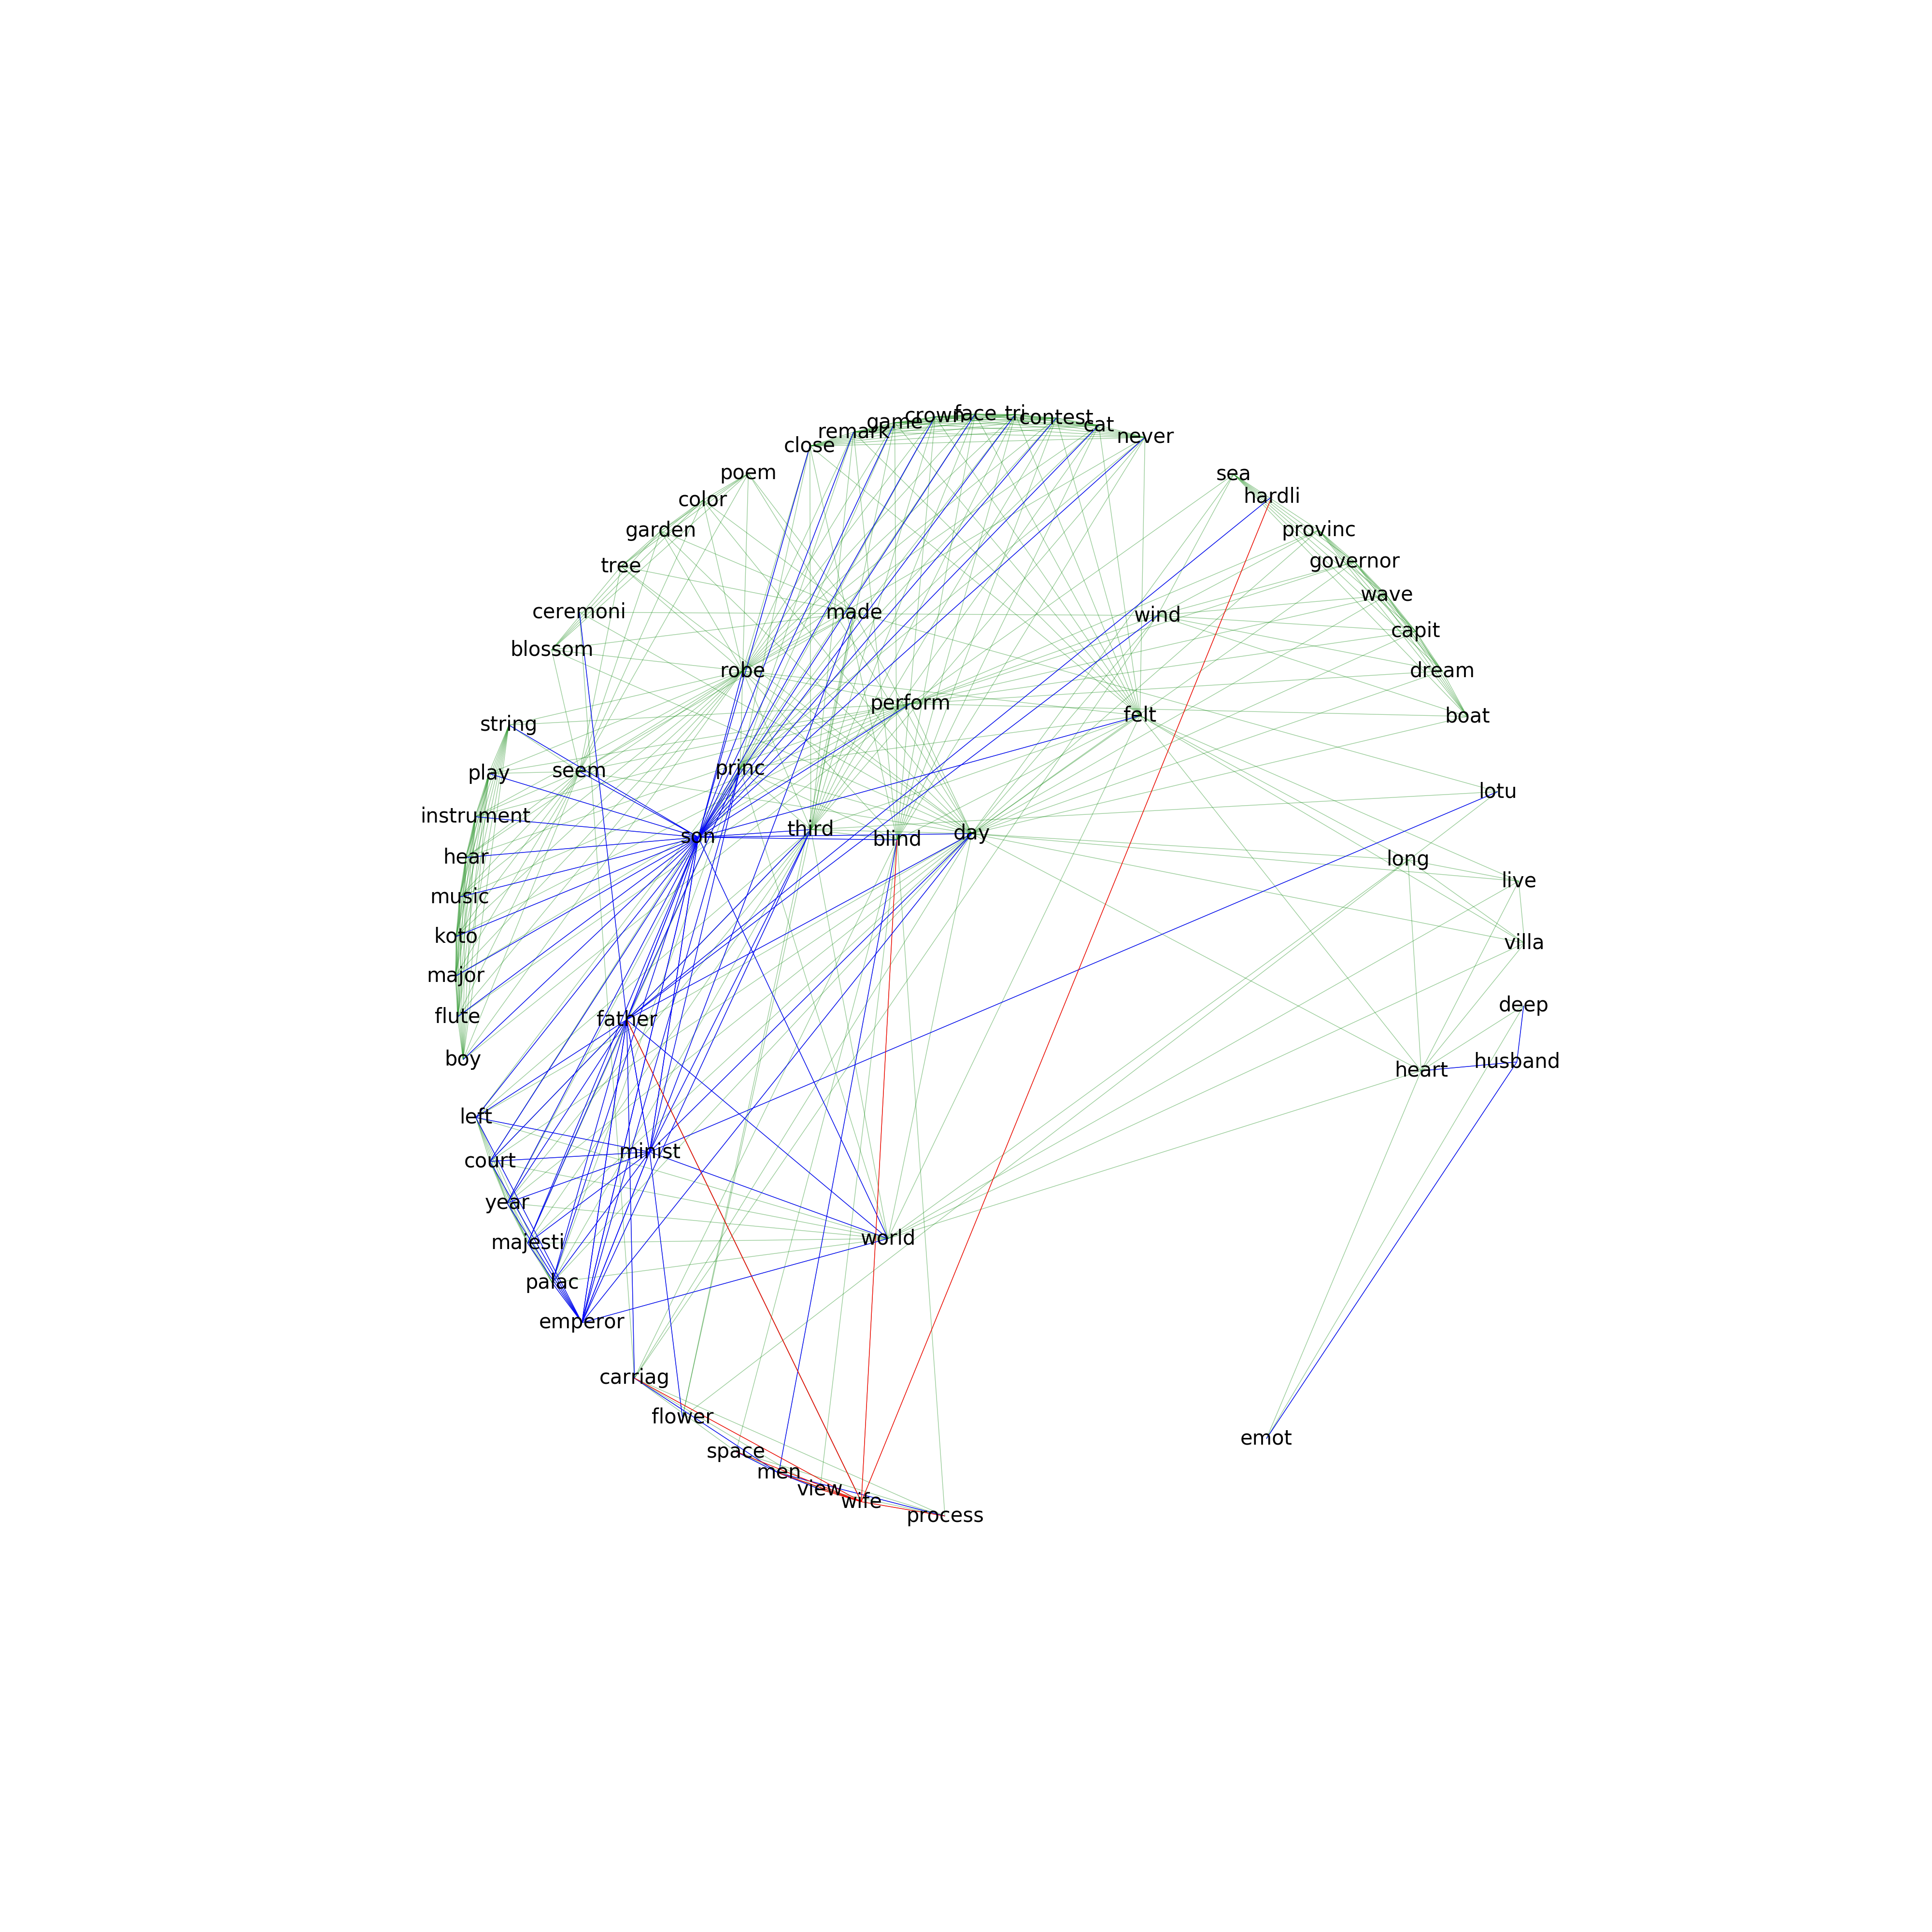 face
tri
crown
contest
game
cat
remark
never
close
poem
sea
hardli
color
garden
provinc
governor
tree
wave
ceremoni
made
wind
capit
blossom
robe
dream
perform
felt
boat
string
princ
seem
play
lotu
instrument
third
day
son
blind
hear
long
live
music
koto
villa
major
deep
flute
father
boy
husband
heart
left
minist
court
year
world
majesti
palac
emperor
carriag
flower
emot
space
men
view
wife
process